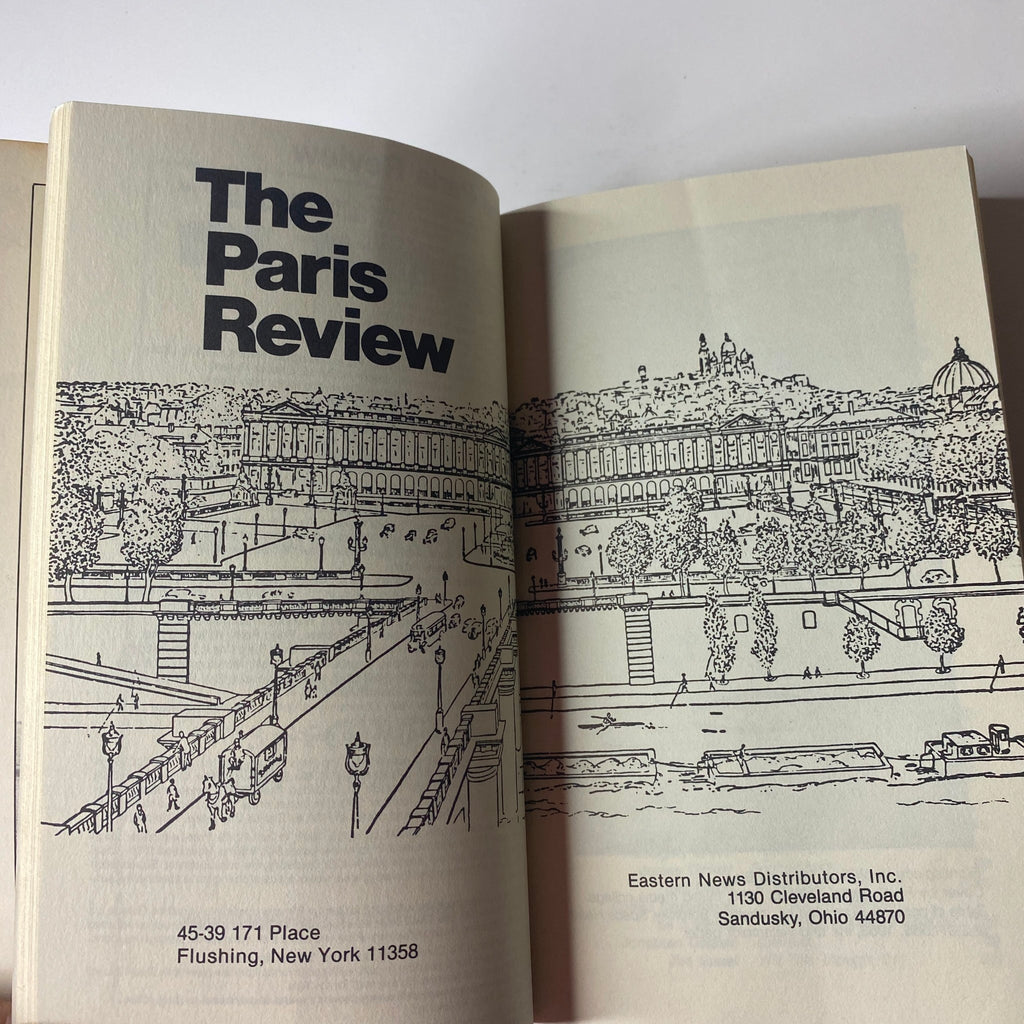 The
Paris
Review
45-39 171 Place
Flushing, New York 11358
Eastern News Distributors, Inc.
1130 Cleveland Road
Sandusky, Ohio 44870